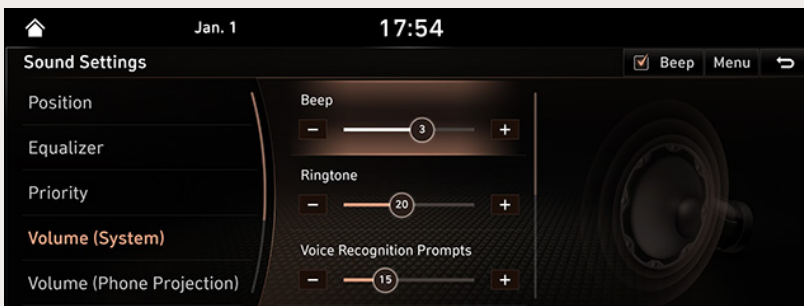 Jan. 1
17:54
Sound Settings
Beep
Menu
Position
Equalizer
Priority
Volume (System)
Volume (Phone Projection)
Beep
− 3 +
Ringtone
− 20 +
Voice Recognition Prompts
− 15 +